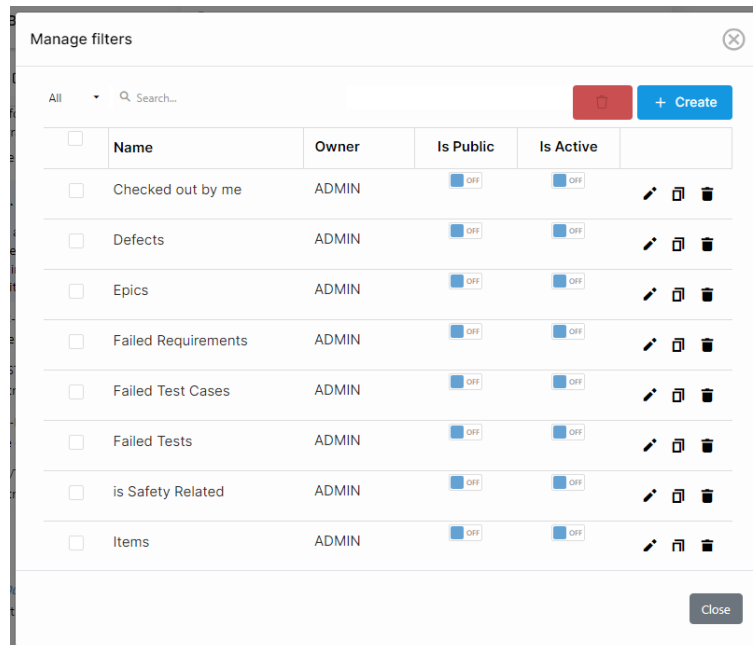 Manage filters
All Search... + Create
Name Owner Is Public Is Active
Checked out by me ADMIN OFF OFF
Defects ADMIN OFF OFF
Epics ADMIN OFF OFF
Failed Requirements ADMIN OFF OFF
Failed Test Cases ADMIN OFF OFF
Failed Tests ADMIN OFF OFF
is Safety Related ADMIN OFF OFF
Items ADMIN OFF OFF
Close